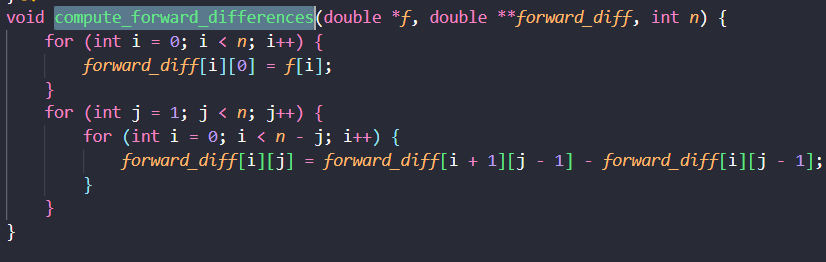 void compute_forward_differences(double *f, double **forward_diff, int n) {
    for (int i = 0; i < n; i++) {
        forward_diff[i][0] = f[i];
    }
    for (int j = 1; j < n; j++) {
        for (int i = 0; i < n - j; i++) {
            forward_diff[i][j] = forward_diff[i + 1][j - 1] - forward_diff[i][j - 1];
        }
    }
}